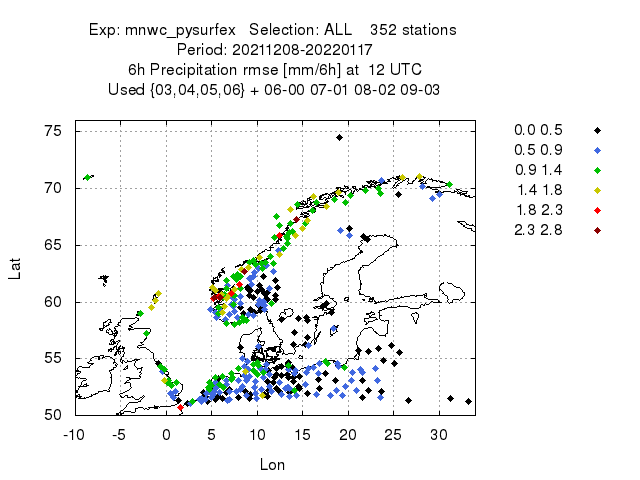 Exp: mnwc_pysurfex   Selection: ALL    352 stations
Period: 20211208-20220117
6h Precipitation rmse [mm/6h] at  12 UTC
Used {03,04,05,06} + 06-00 07-01 08-02 09-03
75
70
65
60
55
50
Lat
-10 -5 0 5 10 15 20 25 30
Lon
0.0 0.5
0.5 0.9
0.9 1.4
1.4 1.8
1.8 2.3
2.3 2.8